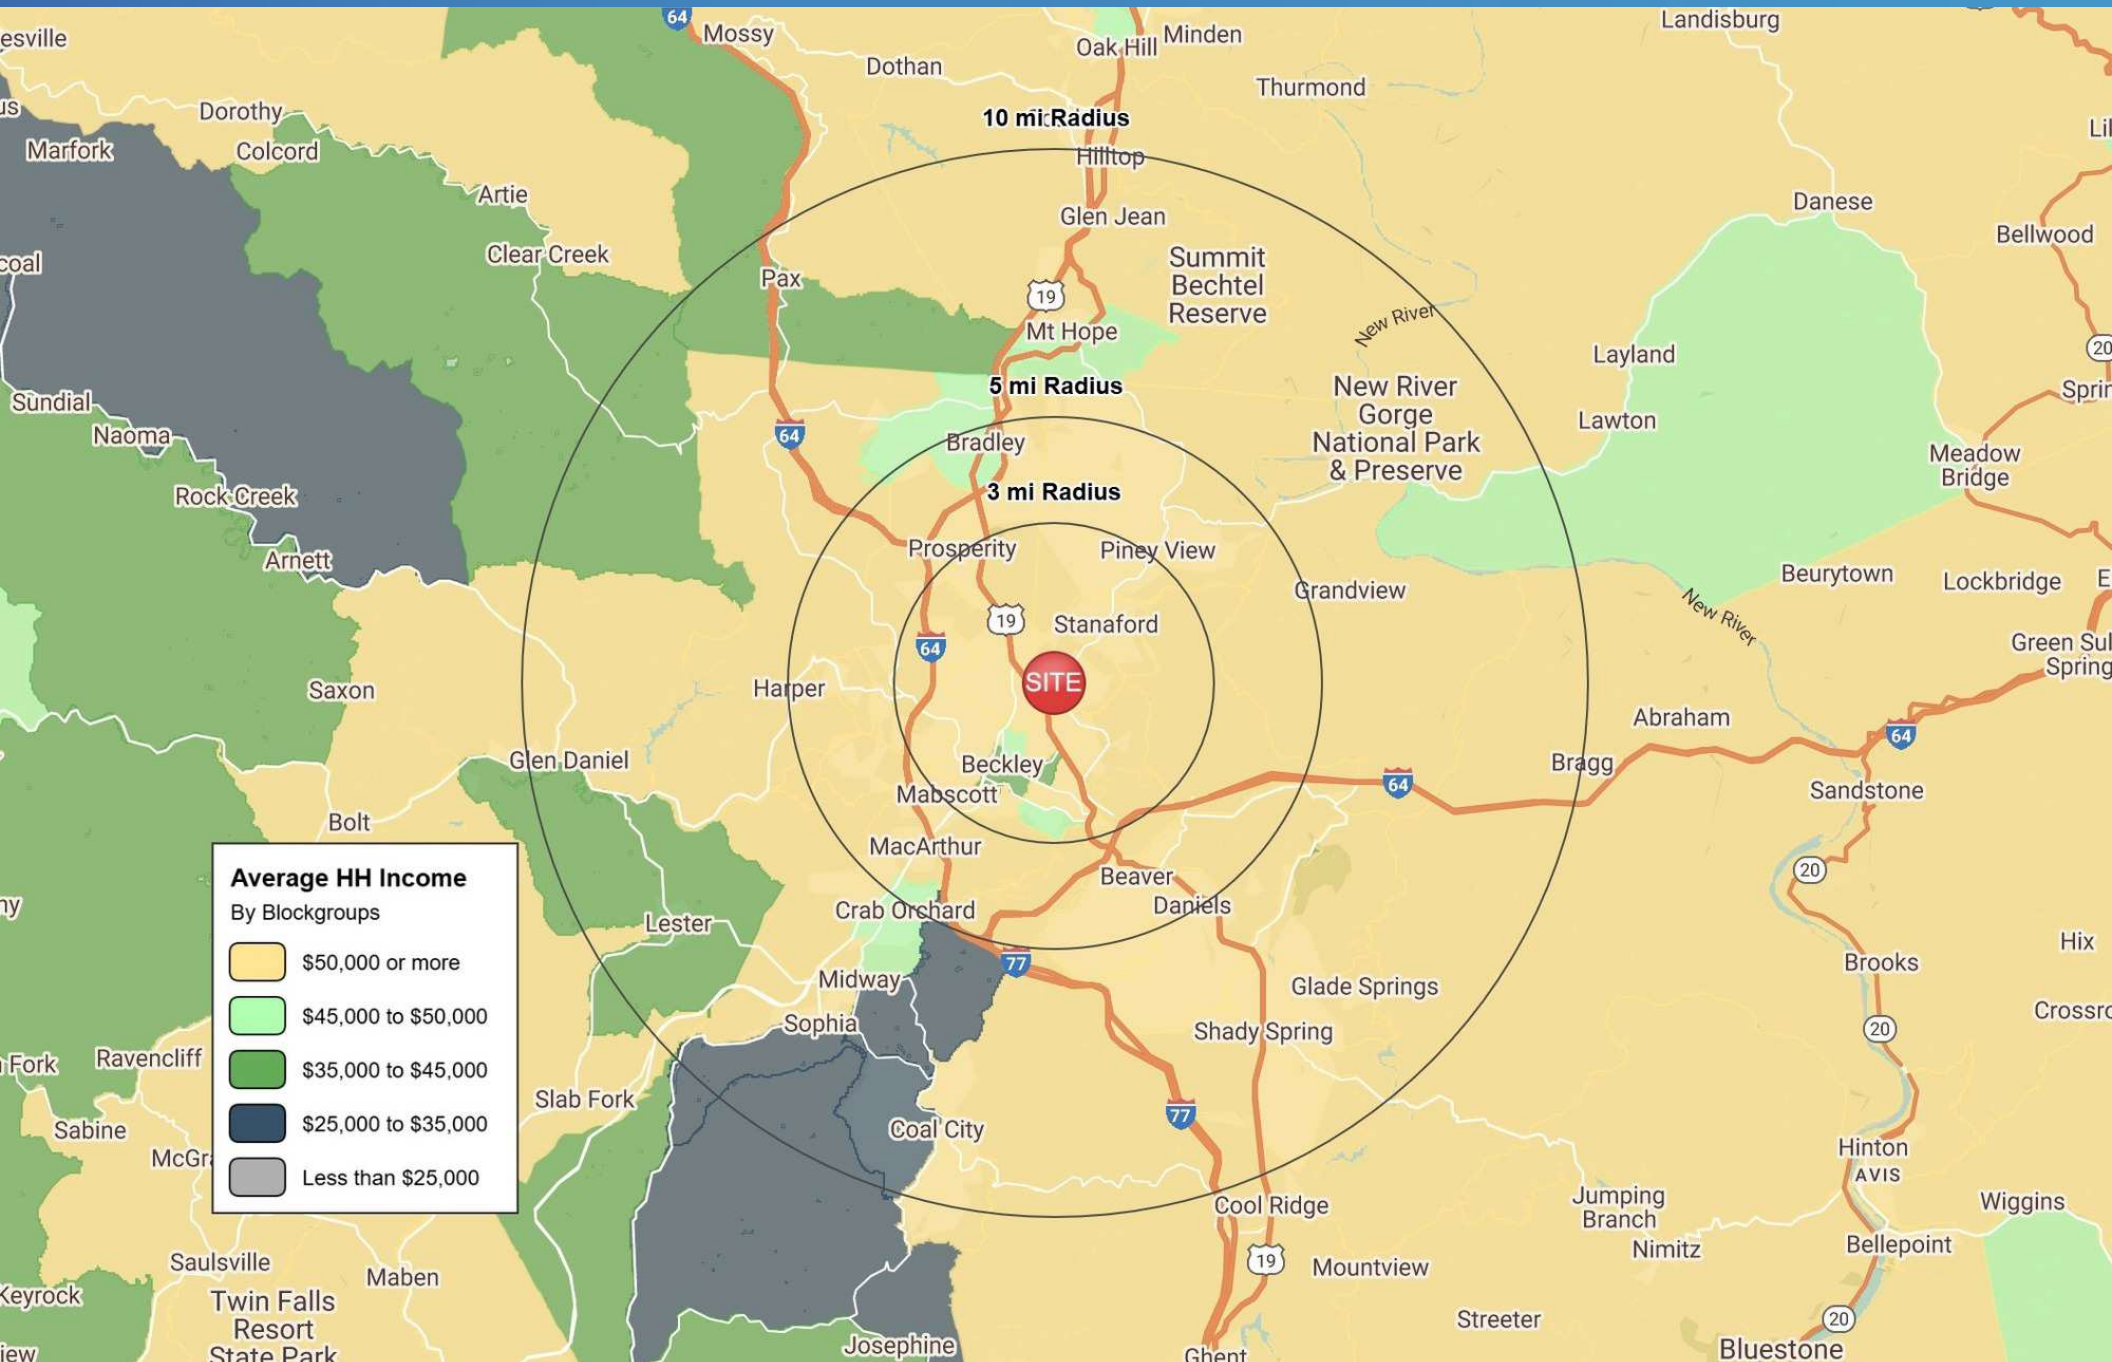 64
Mossy
Oak Hill
Minden
Landisburg
esville
Dothan
Thurmond
Dorothy
10 mi Radius
Marfork
Colcord
Hilltop
Artie
Danese
Glen Jean
Bellwood
Clear Creek
coal
Pax
Summit
Bechtel
Reserve
19
Mt Hope
New River
Layland
20
5 mi Radius
New River
Gorge
National Park
& Preserve
Sundial
Naoma
64
Bradley
Lawton
Meadow
Bridge
Rock Creek
3 mi Radius
Arnett
Prosperity
Piney View
Grandview
Beurytown
Lockbridge
New River
19
Stanaford
64
Green Sul
Spring
Saxon
Harper
SITE
Abraham
64
Glen Daniel
Beckley
Bragg
64
Mabscott
Sandstone
Bolt
MacArthur
Beaver
20
Daniels
Crab Orchard
Lester
Average HH Income
By Blockgroups
$50,000 or more
$45,000 to $50,000
$35,000 to $45,000
$25,000 to $35,000
Less than $25,000
77
Midway
Glade Springs
Brooks
Hix
Sophia
Shady Spring
Crossro
20
Fork
Ravencliff
Slab Fork
77
Sabine
Coal City
McGra
Hinton
AVIS
Cool Ridge
Jumping
Branch
Wiggins
Nimitz
Bellepoint
Saulsville
Maben
19
Mountview
Keyrock
Twin Falls
Resort
State Park
Streeter
20
Josephine
Ghent
Bluestone